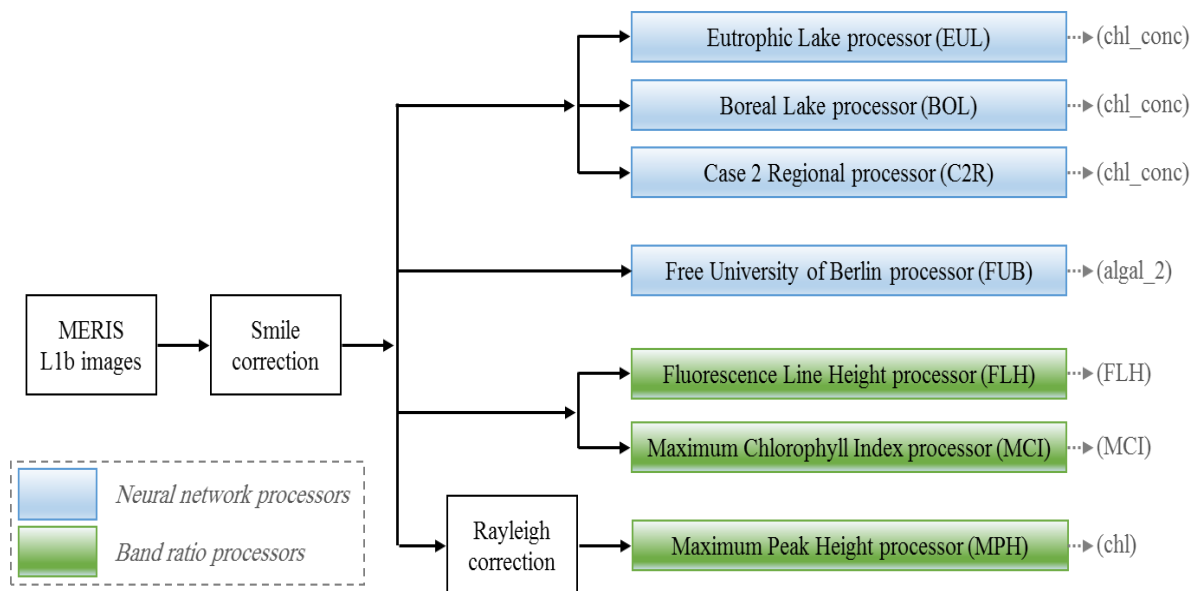 Eutrophic Lake processor (EUL)
(chl_conc)
Boreal Lake processor (BOL)
(chl_conc)
Case 2 Regional processor (C2R)
(chl_conc)
Free University of Berlin processor (FUB)
(algal_2)
MERIS
L1b images
Smile
correction
Fluorescence Line Height processor (FLH)
(FLH)
Maximum Chlorophyll Index processor (MCI)
(MCI)
Rayleigh
correction
Maximum Peak Height processor (MPH)
(chl)
Neural network processors
Band ratio processors